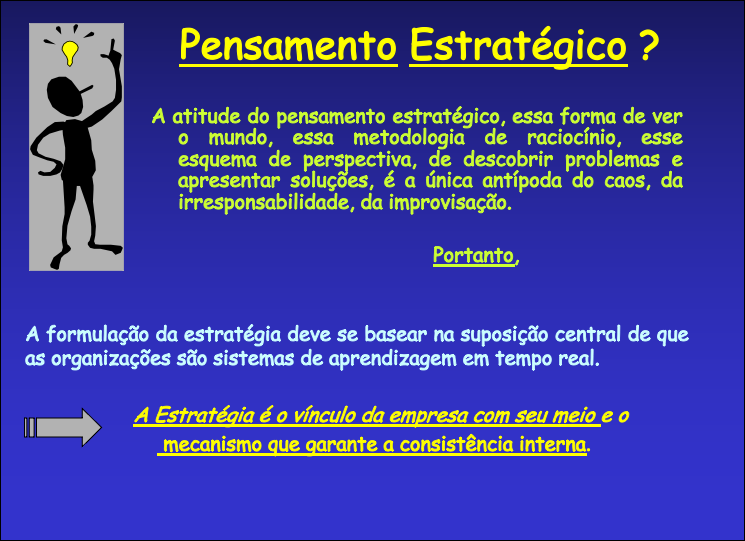 Pensamento Estratégico ?
A atitude do pensamento estratégico, essa forma de ver
o mundo, essa metodologia de raciocínio, esse
esquema de perspectiva, de descobrir problemas e
apresentar soluções, é a única antípoda do caos, da
irresponsabilidade, da improvisação.
Portanto,
A formulação da estratégia deve se basear na suposição central de que
as organizações são sistemas de aprendizagem em tempo real.
A Estratégia é o vínculo da empresa com seu meio e o
mecanismo que garante a consistência interna.